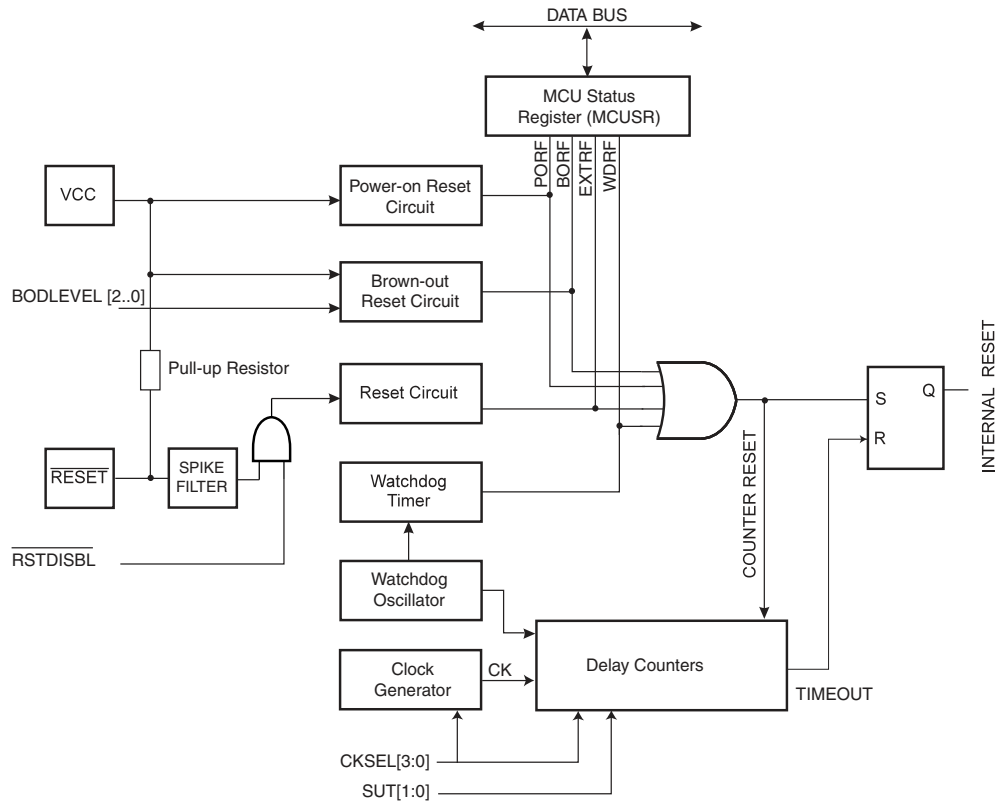 DATA BUS
MCU Status
Register (MCUSR)
PORF
BORF
EXTRF
WDRF
VCC
Power-on Reset
Circuit
Brown-out
Reset Circuit
BODLEVEL [2..0]
Pull-up Resistor
Reset Circuit
S
Q
R
INTERNAL RESET
RESET
SPIKE
FILTER
Watchdog
Timer
COUNTER RESET
RSTDISBL
Watchdog
Oscillator
Clock
Generator
CK
Delay Counters
TIMEOUT
CKSEL[3:0]
SUT[1:0]